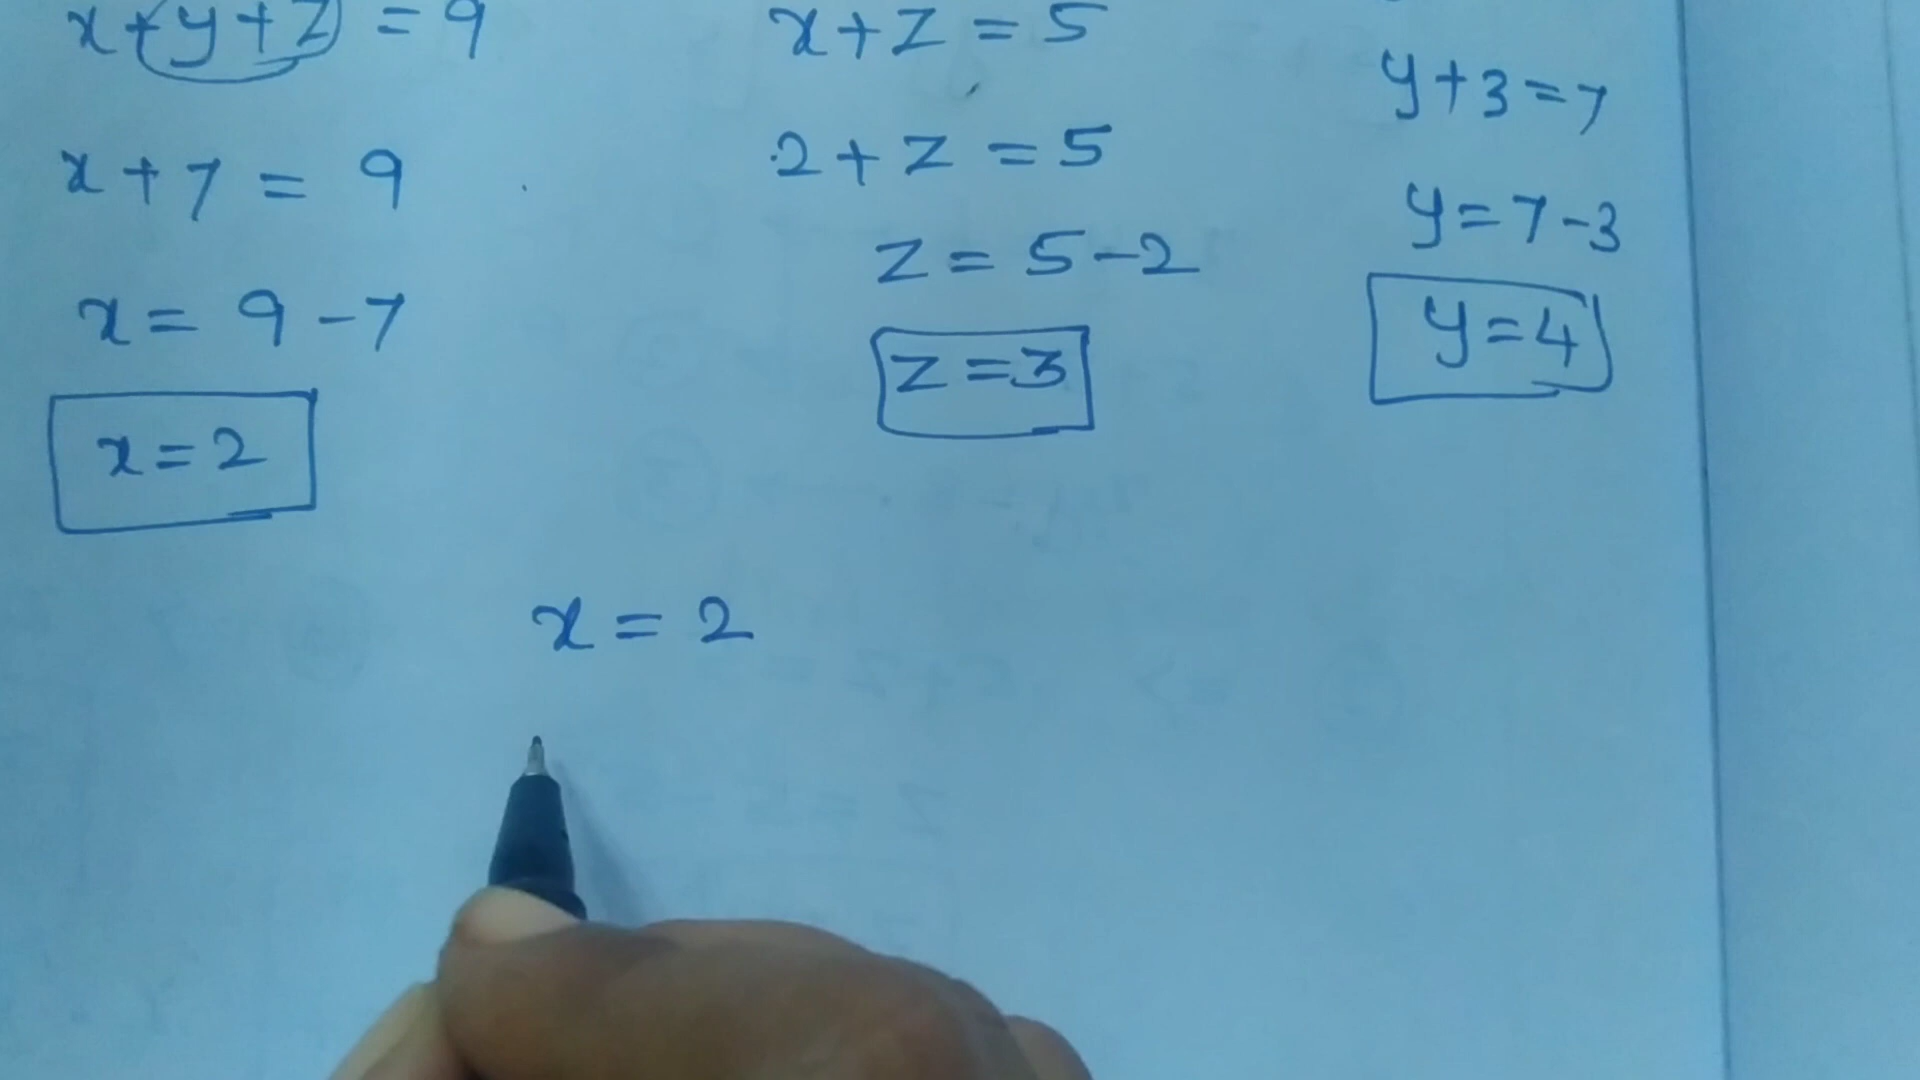 x+(y+z) = 9
x+7 = 9
x = 9-7
x=2
x+z=5
2+z=5
z=5-2
z=3
y+3=7
y=7-3
y=4
x = 2